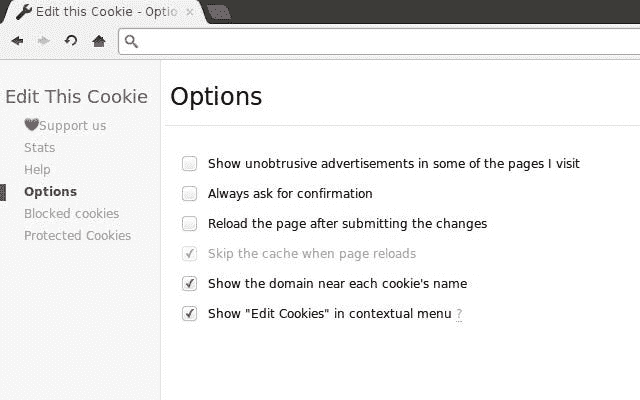 Edit this Cookie - Optio
Edit This Cookie
Support us
Stats
Help
Options
Blocked cookies
Protected Cookies
Options
Show unobtrusive advertisements in some of the pages I visit
Always ask for confirmation
Reload the page after submitting the changes
Skip the cache when page reloads
Show the domain near each cookie's name
Show "Edit Cookies" in contextual menu ?